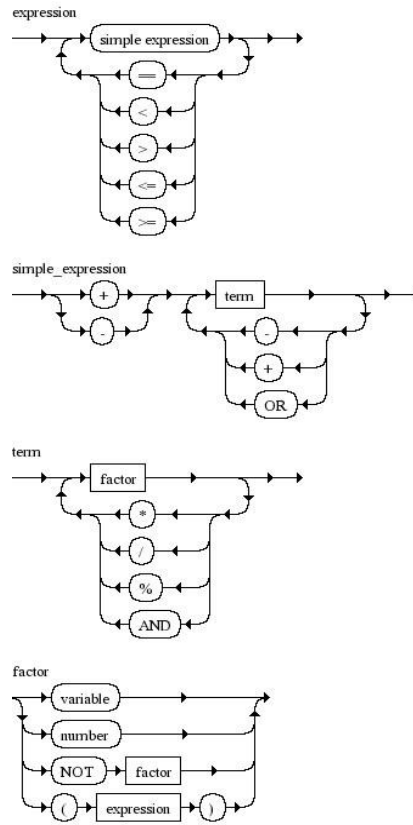 expression
simple expression
==
<
>
<=
>=
simple_expression
+
term
-
-
+
OR
term
factor
*
/
%
AND
factor
variable
number
NOT factor
( expression )